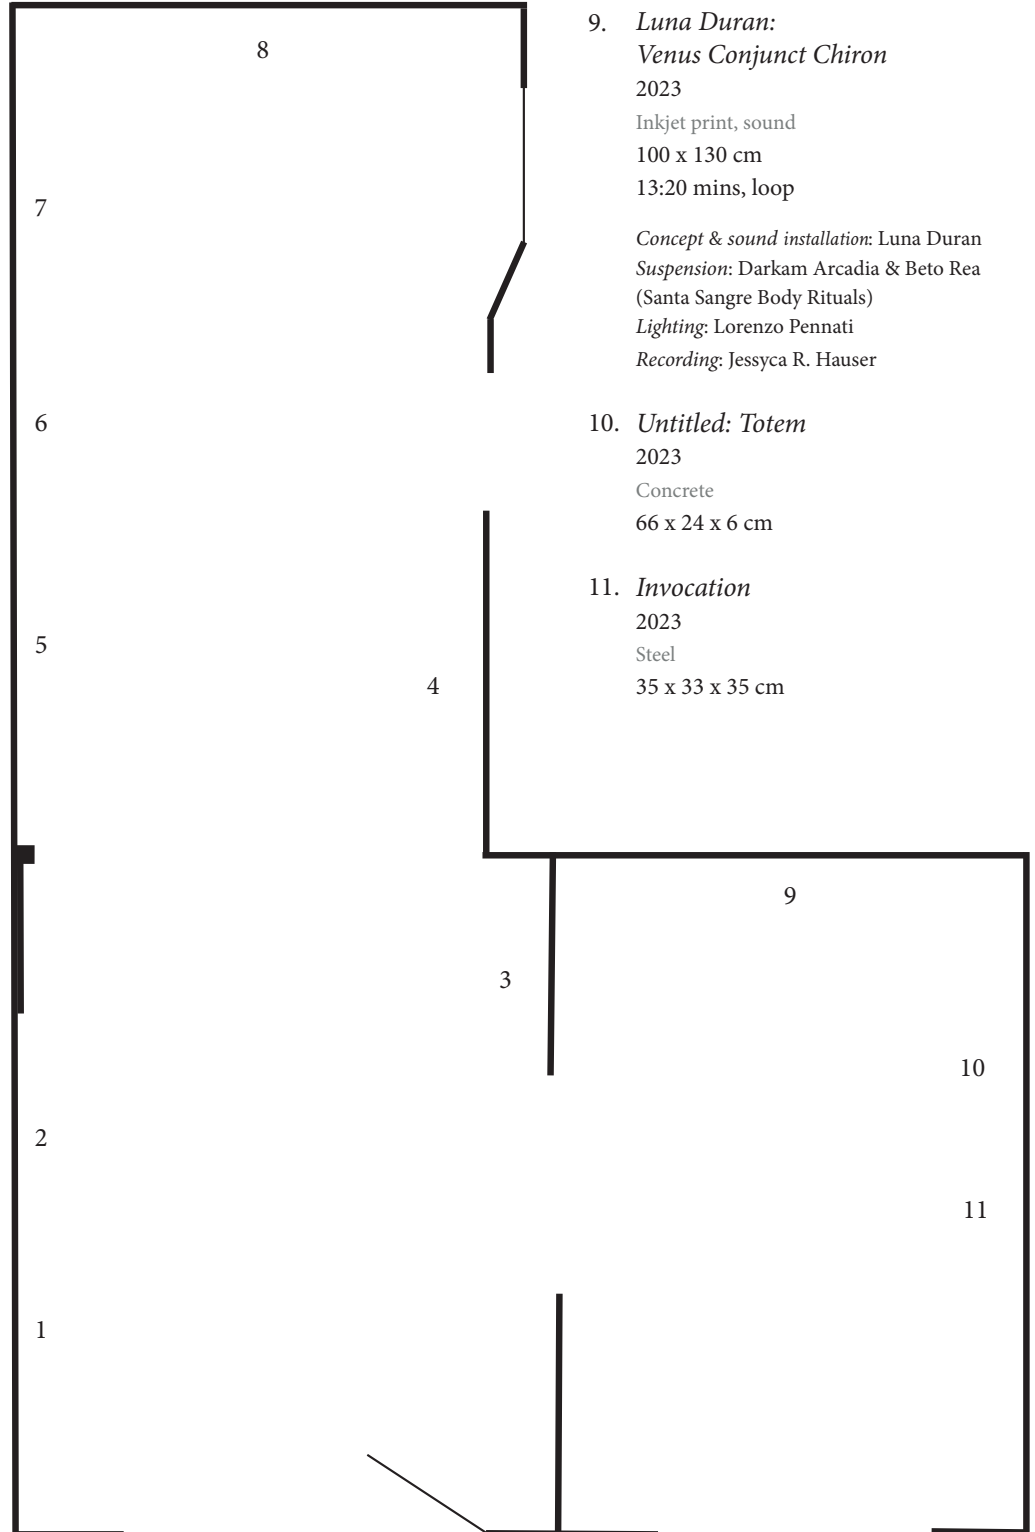 8
7
6
5
4
3
2
1
9
10
11
9. Luna Duran:
Venus Conjunct Chiron
2023
Inkjet print, sound
100 x 130 cm
13:20 mins, loop
Concept & sound installation: Luna Duran
Suspension: Darkam Arcadia & Beto Rea
(Santa Sangre Body Rituals)
Lighting: Lorenzo Pennati
Recording: Jessyca R. Hauser
10. Untitled: Totem
2023
Concrete
66 x 24 x 6 cm
11. Invocation
2023
Steel
35 x 33 x 35 cm